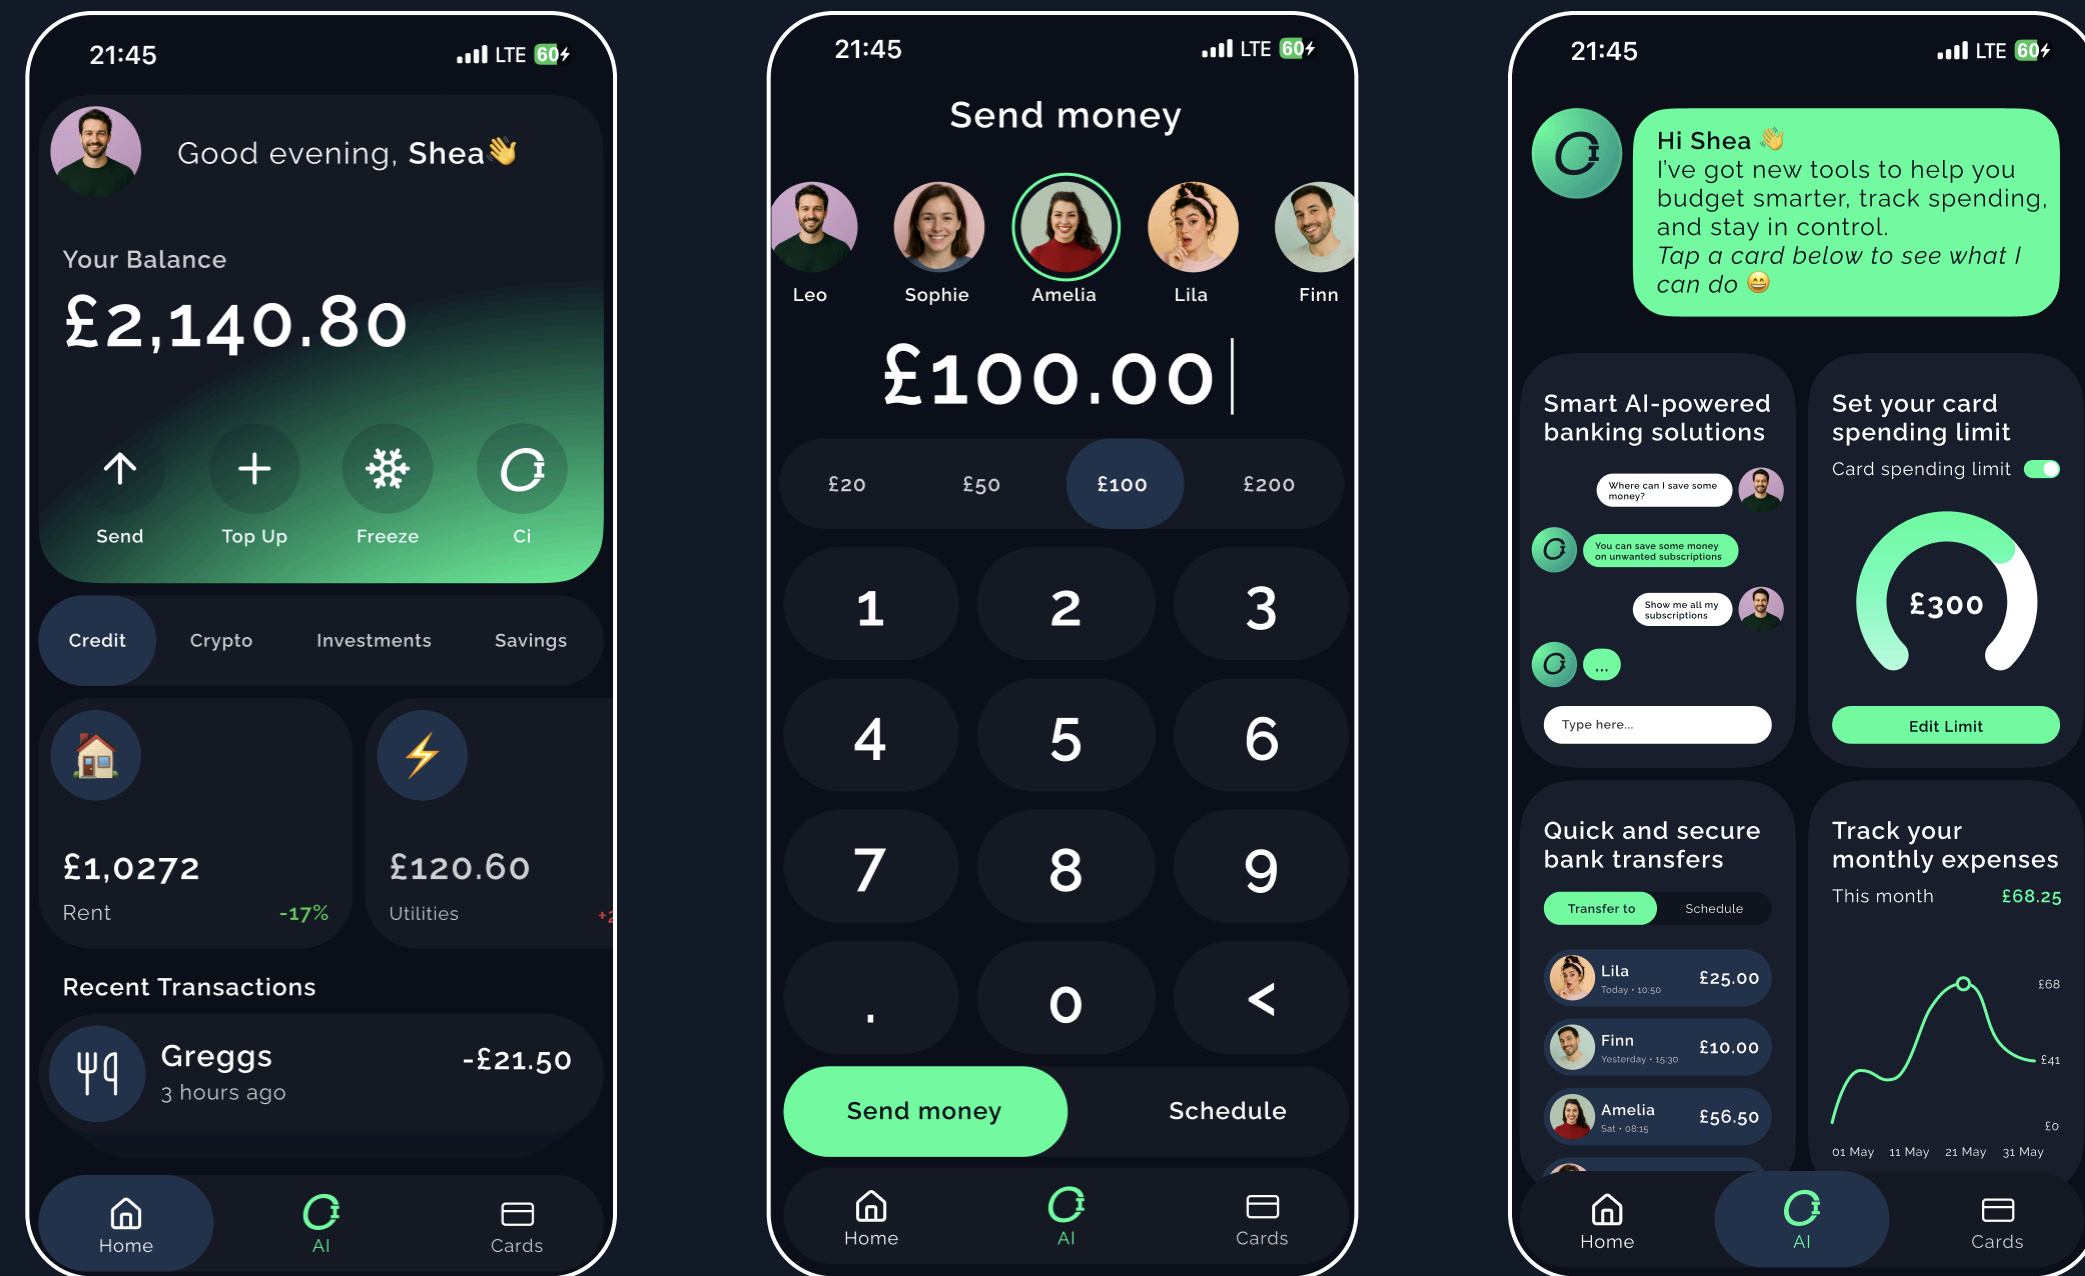 21:45
LTE 60
Good evening, Shea👋
Your Balance
£2,140.80
Send
Top Up
Freeze
Ci
Credit
Crypto
Investments
Savings
£1,0272
Rent
-17%
£120.60
Utilities
Recent Transactions
Greggs
-£21.50
3 hours ago
Home
AI
Cards
21:45
LTE 60
Send money
Leo
Sophie
Amelia
Lila
Finn
£100.00
£20
£50
£100
£200
1
2
3
4
5
6
7
8
9
.
0
<
Send money
Schedule
Home
AI
Cards
21:45
LTE 60
Hi Shea 👋
I've got new tools to help you
budget smarter, track spending,
and stay in control.
Tap a card below to see what I
can do 😄
Smart AI-powered
banking solutions
Where can I save some
money?
You can save some money
on unwanted subscriptions
Show me all my
subscriptions
...
Type here...
Set your card
spending limit
Card spending limit
£300
Edit Limit
Quick and secure
bank transfers
Transfer to
Schedule
Lila
Today • 10:50
£25.00
Finn
Yesterday • 15:30
£10.00
Amelia
Sat • 08:15
£56.50
Track your
monthly expenses
This month
£68.25
£68
£41
£0
01 May
11 May
21 May
31 May
Home
AI
Cards